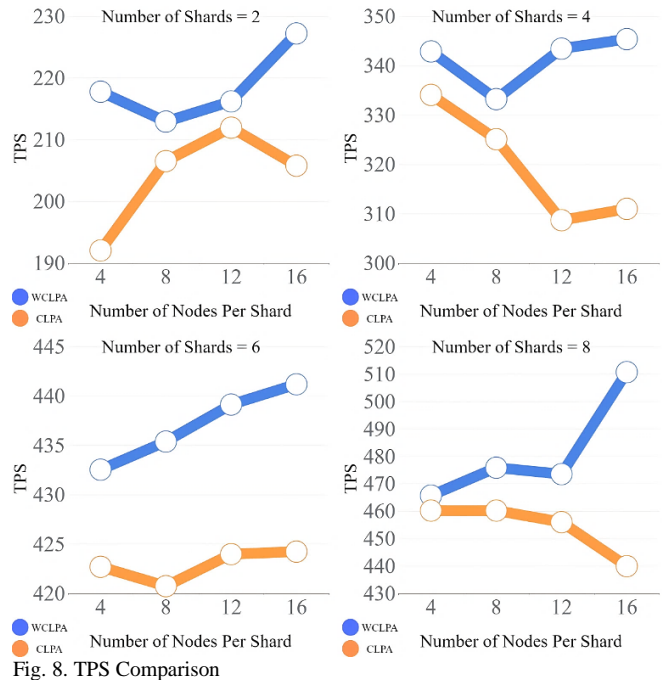 Number of Shards = 2
230
220
210
200
190
TPS
4 8 12 16
WCLPA
CLPA
Number of Nodes Per Shard
Number of Shards = 4
350
340
330
320
310
300
TPS
4 8 12 16
WCLPA
CLPA
Number of Nodes Per Shard
Number of Shards = 6
445
440
435
430
425
420
TPS
4 8 12 16
WCLPA
CLPA
Number of Nodes Per Shard
Number of Shards = 8
520
510
500
490
480
470
460
450
440
430
TPS
4 8 12 16
WCLPA
CLPA
Number of Nodes Per Shard
Fig. 8. TPS Comparison